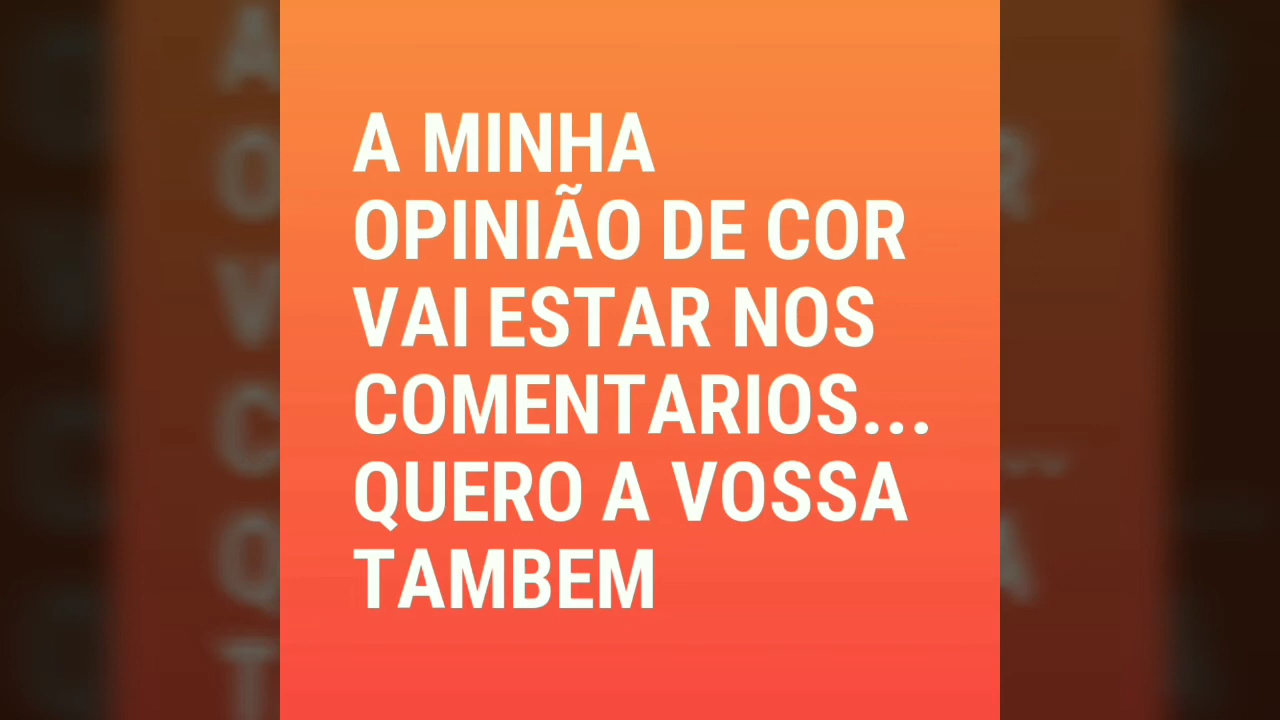 A MINHA
OPINIÃO DE COR
VAI ESTAR NOS
COMENTARIOS...
QUERO A VOSSA
TAMBEM